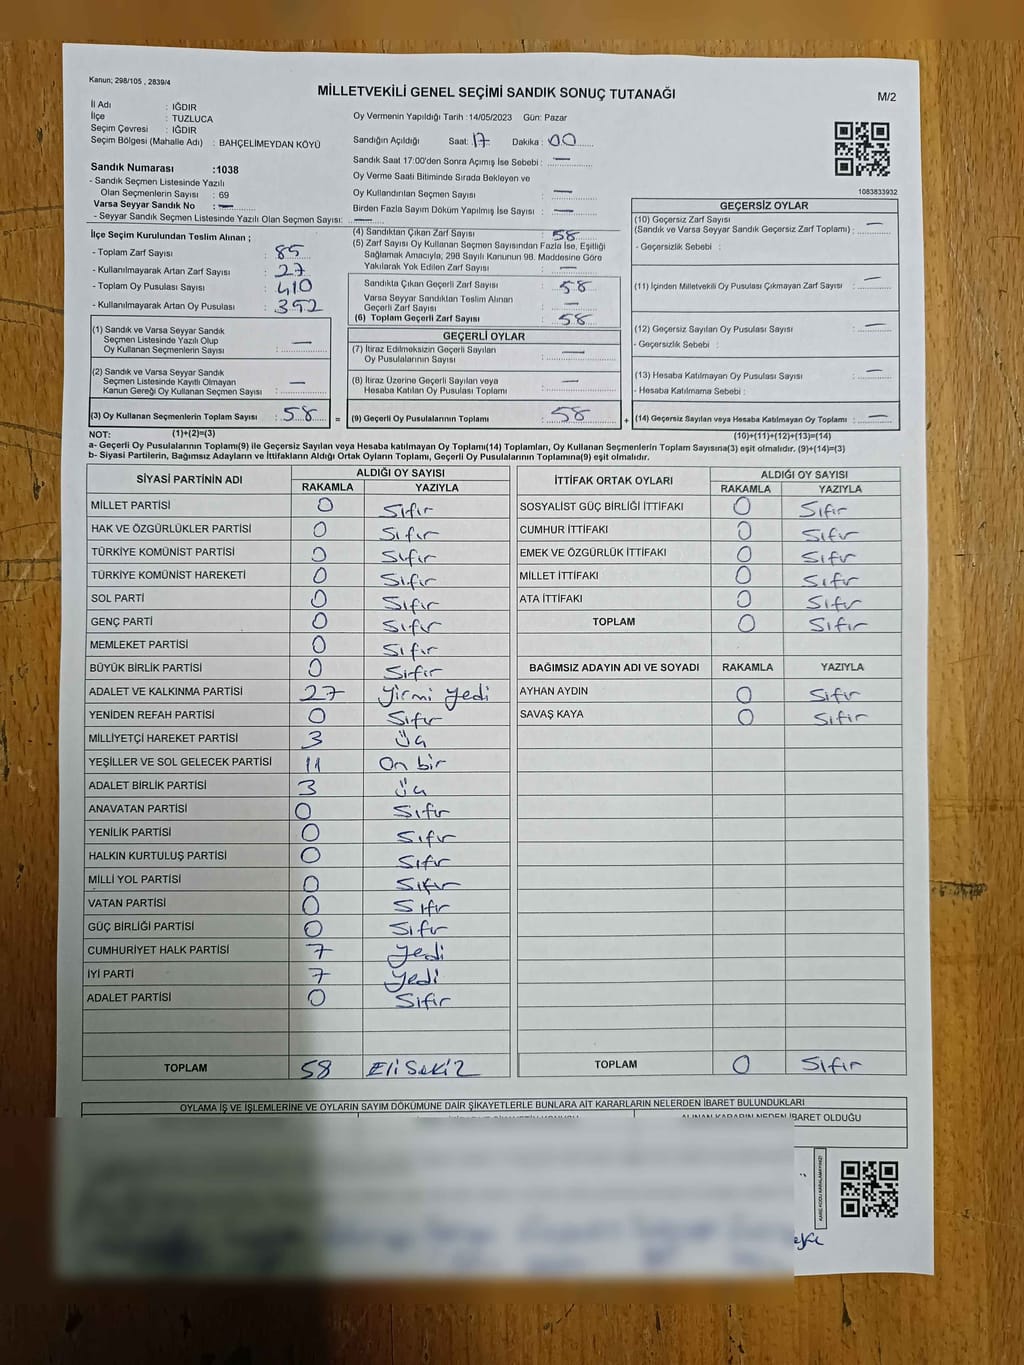 Kanun; 298/105 , 2839/4
MİLLETVEKİLİ GENEL SEÇİMİ SANDIK SONUÇ TUTANAĞI
M/2
İl Adı : IĞDIR
İlçe : TUZLUCA
Seçim Çevresi : IĞDIR
Seçim Bölgesi (Mahalle Adı) : BAHÇELİMEYDAN KÖYÜ
Oy Vermenin Yapıldığı Tarih :14/05/2023 Gün: Pazar
Sandığın Açıldığı Saat: 17 Dakika : 00
Sandık Saat 17:00'den Sonra Açımış İse Sebebi : —
Oy Verme Saati Bitiminde Sırada Bekleyen ve
Oy Kullandırılan Seçmen Sayısı : —
Birden Fazla Sayım Döküm Yapılmış İse Sayısı : —
1083833932
Sandık Numarası :1038
- Sandık Seçmen Listesinde Yazılı
Olan Seçmenlerin Sayısı : 69
Varsa Seyyar Sandık No : —
- Seyyar Sandık Seçmen Listesinde Yazılı Olan Seçmen Sayısı: —
İlçe Seçim Kurulundan Teslim Alınan ;
- Toplam Zarf Sayısı : 85
- Kullanılmayarak Artan Zarf Sayısı : 27
- Toplam Oy Pusulası Sayısı : 410
- Kullanılmayarak Artan Oy Pusulası : 352
(1) Sandık ve Varsa Seyyar Sandık
Seçmen Listesinde Yazılı Olup
Oy Kullanan Seçmenlerin Sayısı : —
(2) Sandık ve Varsa Seyyar Sandık
Seçmen Listesinde Kayıtlı Olmayan
Kanun Gereği Oy Kullanan Seçmen Sayısı : —
(3) Oy Kullanan Seçmenlerin Toplam Sayısı : 58 =
(4) Sandıktan Çıkan Zarf Sayısı : 58
(5) Zarf Sayısı Oy Kullanan Seçmen Sayısından Fazla İse, Eşitliği
Sağlamak Amacıyla; 298 Sayılı Kanunun 98. Maddesine Göre
Yakılarak Yok Edilen Zarf Sayısı : —
Sandıkta Çıkan Geçerli Zarf Sayısı : 58
Varsa Seyyar Sandıktan Teslim Alınan
Geçerli Zarf Sayısı : —
(6) Toplam Geçerli Zarf Sayısı : 58
GEÇERLİ OYLAR
(7) İtiraz Edilmeksizin Geçerli Sayılan
Oy Pusulalarının Sayısı : —
(8) İtiraz Üzerine Geçerli Sayılan veya
Hesaba Katılan Oy Pusulası Toplamı : —
(9) Geçerli Oy Pusulalarının Toplamı : 58 +
GEÇERSİZ OYLAR
(10) Geçersiz Zarf Sayısı
(Sandık ve Varsa Seyyar Sandık Geçersiz Zarf Toplamı) : —
- Geçersizlik Sebebi :
(11) İçinden Milletvekili Oy Pusulası Çıkmayan Zarf Sayısı : —
(12) Geçersiz Sayılan Oy Pusulası Sayısı : —
- Geçersizlik Sebebi :
(13) Hesaba Katılmayan Oy Pusulası Sayısı : —
- Hesaba Katılmama Sebebi :
(14) Geçersiz Sayılan veya Hesaba Katılmayan Oy Toplamı : —
NOT: (1)+(2)=(3)
(10)+(11)+(12)+(13)=(14)
a- Geçerli Oy Pusulalarının Toplamı(9) ile Geçersiz Sayılan veya Hesaba katılmayan Oy Toplamı(14) Toplamları, Oy Kullanan Seçmenlerin Toplam Sayısına(3) eşit olmalıdır. (9)+(14)=(3)
b- Siyasi Partilerin, Bağımsız Adayların ve İttifakların Aldığı Ortak Oyların Toplamı, Geçerli Oy Pusulalarının Toplamına(9) eşit olmalıdır.
SİYASİ PARTİNİN ADI ALDIĞI OY SAYISI
RAKAMLA YAZIYLA
MİLLET PARTİSİ 0 Sıfır
HAK VE ÖZGÜRLÜKLER PARTİSİ 0 Sıfır
TÜRKİYE KOMÜNİST PARTİSİ 0 Sıfır
TÜRKİYE KOMÜNİST HAREKETİ 0 Sıfır
SOL PARTİ 0 Sıfır
GENÇ PARTİ 0 Sıfır
MEMLEKET PARTİSİ 0 Sıfır
BÜYÜK BİRLİK PARTİSİ 0 Sıfır
ADALET VE KALKINMA PARTİSİ 27 yirmi yedi
YENİDEN REFAH PARTİSİ 0 Sıfır
MİLLİYETÇİ HAREKET PARTİSİ 3 üç
YEŞİLLER VE SOL GELECEK PARTİSİ 11 On bir
ADALET BİRLİK PARTİSİ 3 üç
ANAVATAN PARTİSİ 0 Sıfır
YENİLİK PARTİSİ 0 Sıfır
HALKIN KURTULUŞ PARTİSİ 0 Sıfır
MİLLİ YOL PARTİSİ 0 Sıfır
VATAN PARTİSİ 0 Sıfır
GÜÇ BİRLİĞİ PARTİSİ 0 Sıfır
CUMHURİYET HALK PARTİSİ 7 yedi
İYİ PARTİ 7 yedi
ADALET PARTİSİ 0 Sıfır
TOPLAM 58 Elisekiz
İTTİFAK ORTAK OYLARI ALDIĞI OY SAYISI
RAKAMLA YAZIYLA
SOSYALİST GÜÇ BİRLİĞİ İTTİFAKI 0 Sıfır
CUMHUR İTTİFAKI 0 Sıfır
EMEK VE ÖZGÜRLÜK İTTİFAKI 0 Sıfır
MİLLET İTTİFAKI 0 Sıfır
ATA İTTİFAKI 0 Sıfır
TOPLAM 0 Sıfır
BAĞIMSIZ ADAYIN ADI VE SOYADI RAKAMLA YAZIYLA
AYHAN AYDIN 0 Sıfır
SAVAŞ KAYA 0 Sıfır
TOPLAM 0 Sıfır
OYLAMA İŞ VE İŞLEMLERİNE VE OYLARIN SAYIM DÖKÜMÜNE DAİR ŞİKAYETLERLE BUNLARA AİT KARARLARIN NELERDEN İBARET BULUNDUKLARI
ALINAN KARARIN NEDEN İBARET OLDUĞU
KARE KODU KARALAMAYINIZ!